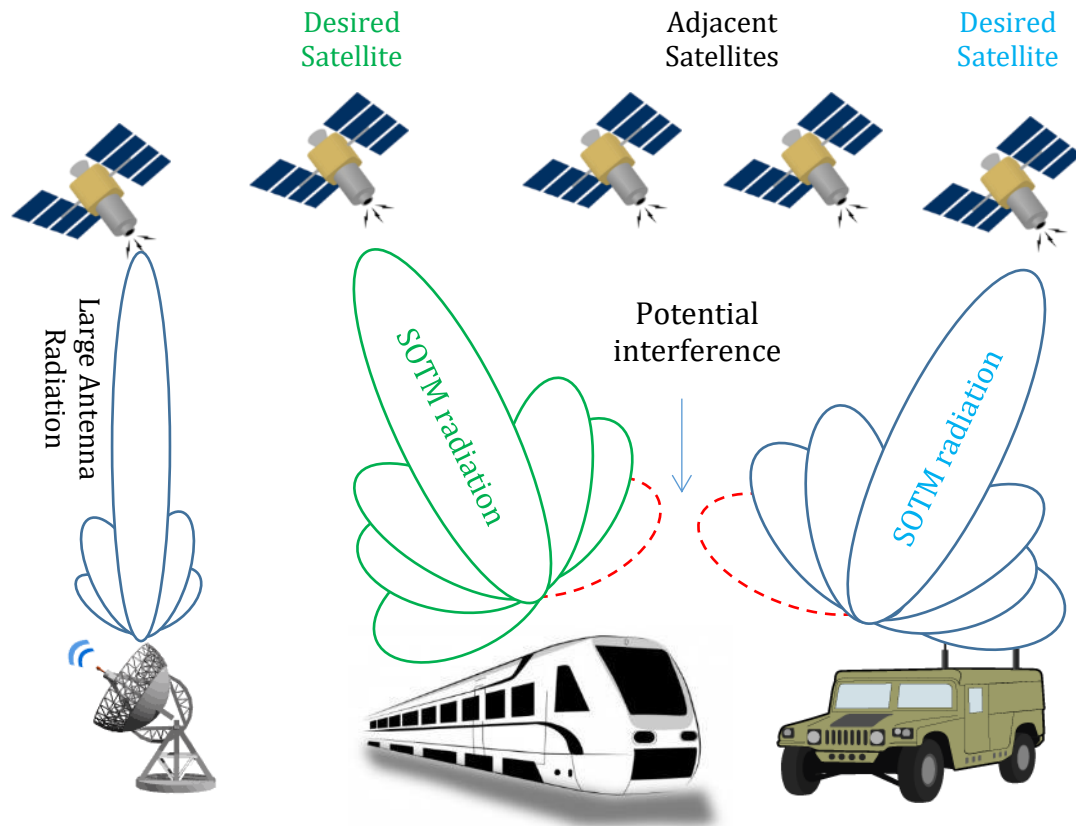 Desired
Satellite
Adjacent
Satellites
Desired
Satellite
Large Antenna
Radiation
SOTM radiation
Potential
interference
SOTM radiation